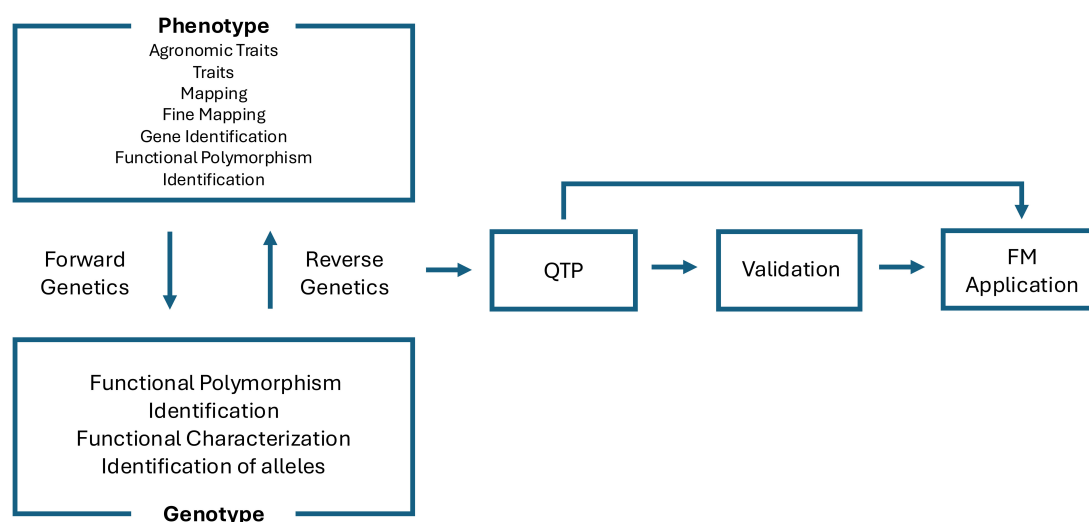 Phenotype
Agronomic Traits
Traits
Mapping
Fine Mapping
Gene Identification
Functional Polymorphism
Identification
Forward
Genetics
Reverse
Genetics
QTP
Validation
FM
Application
Functional Polymorphism
Identification
Functional Characterization
Identification of alleles
Genotype